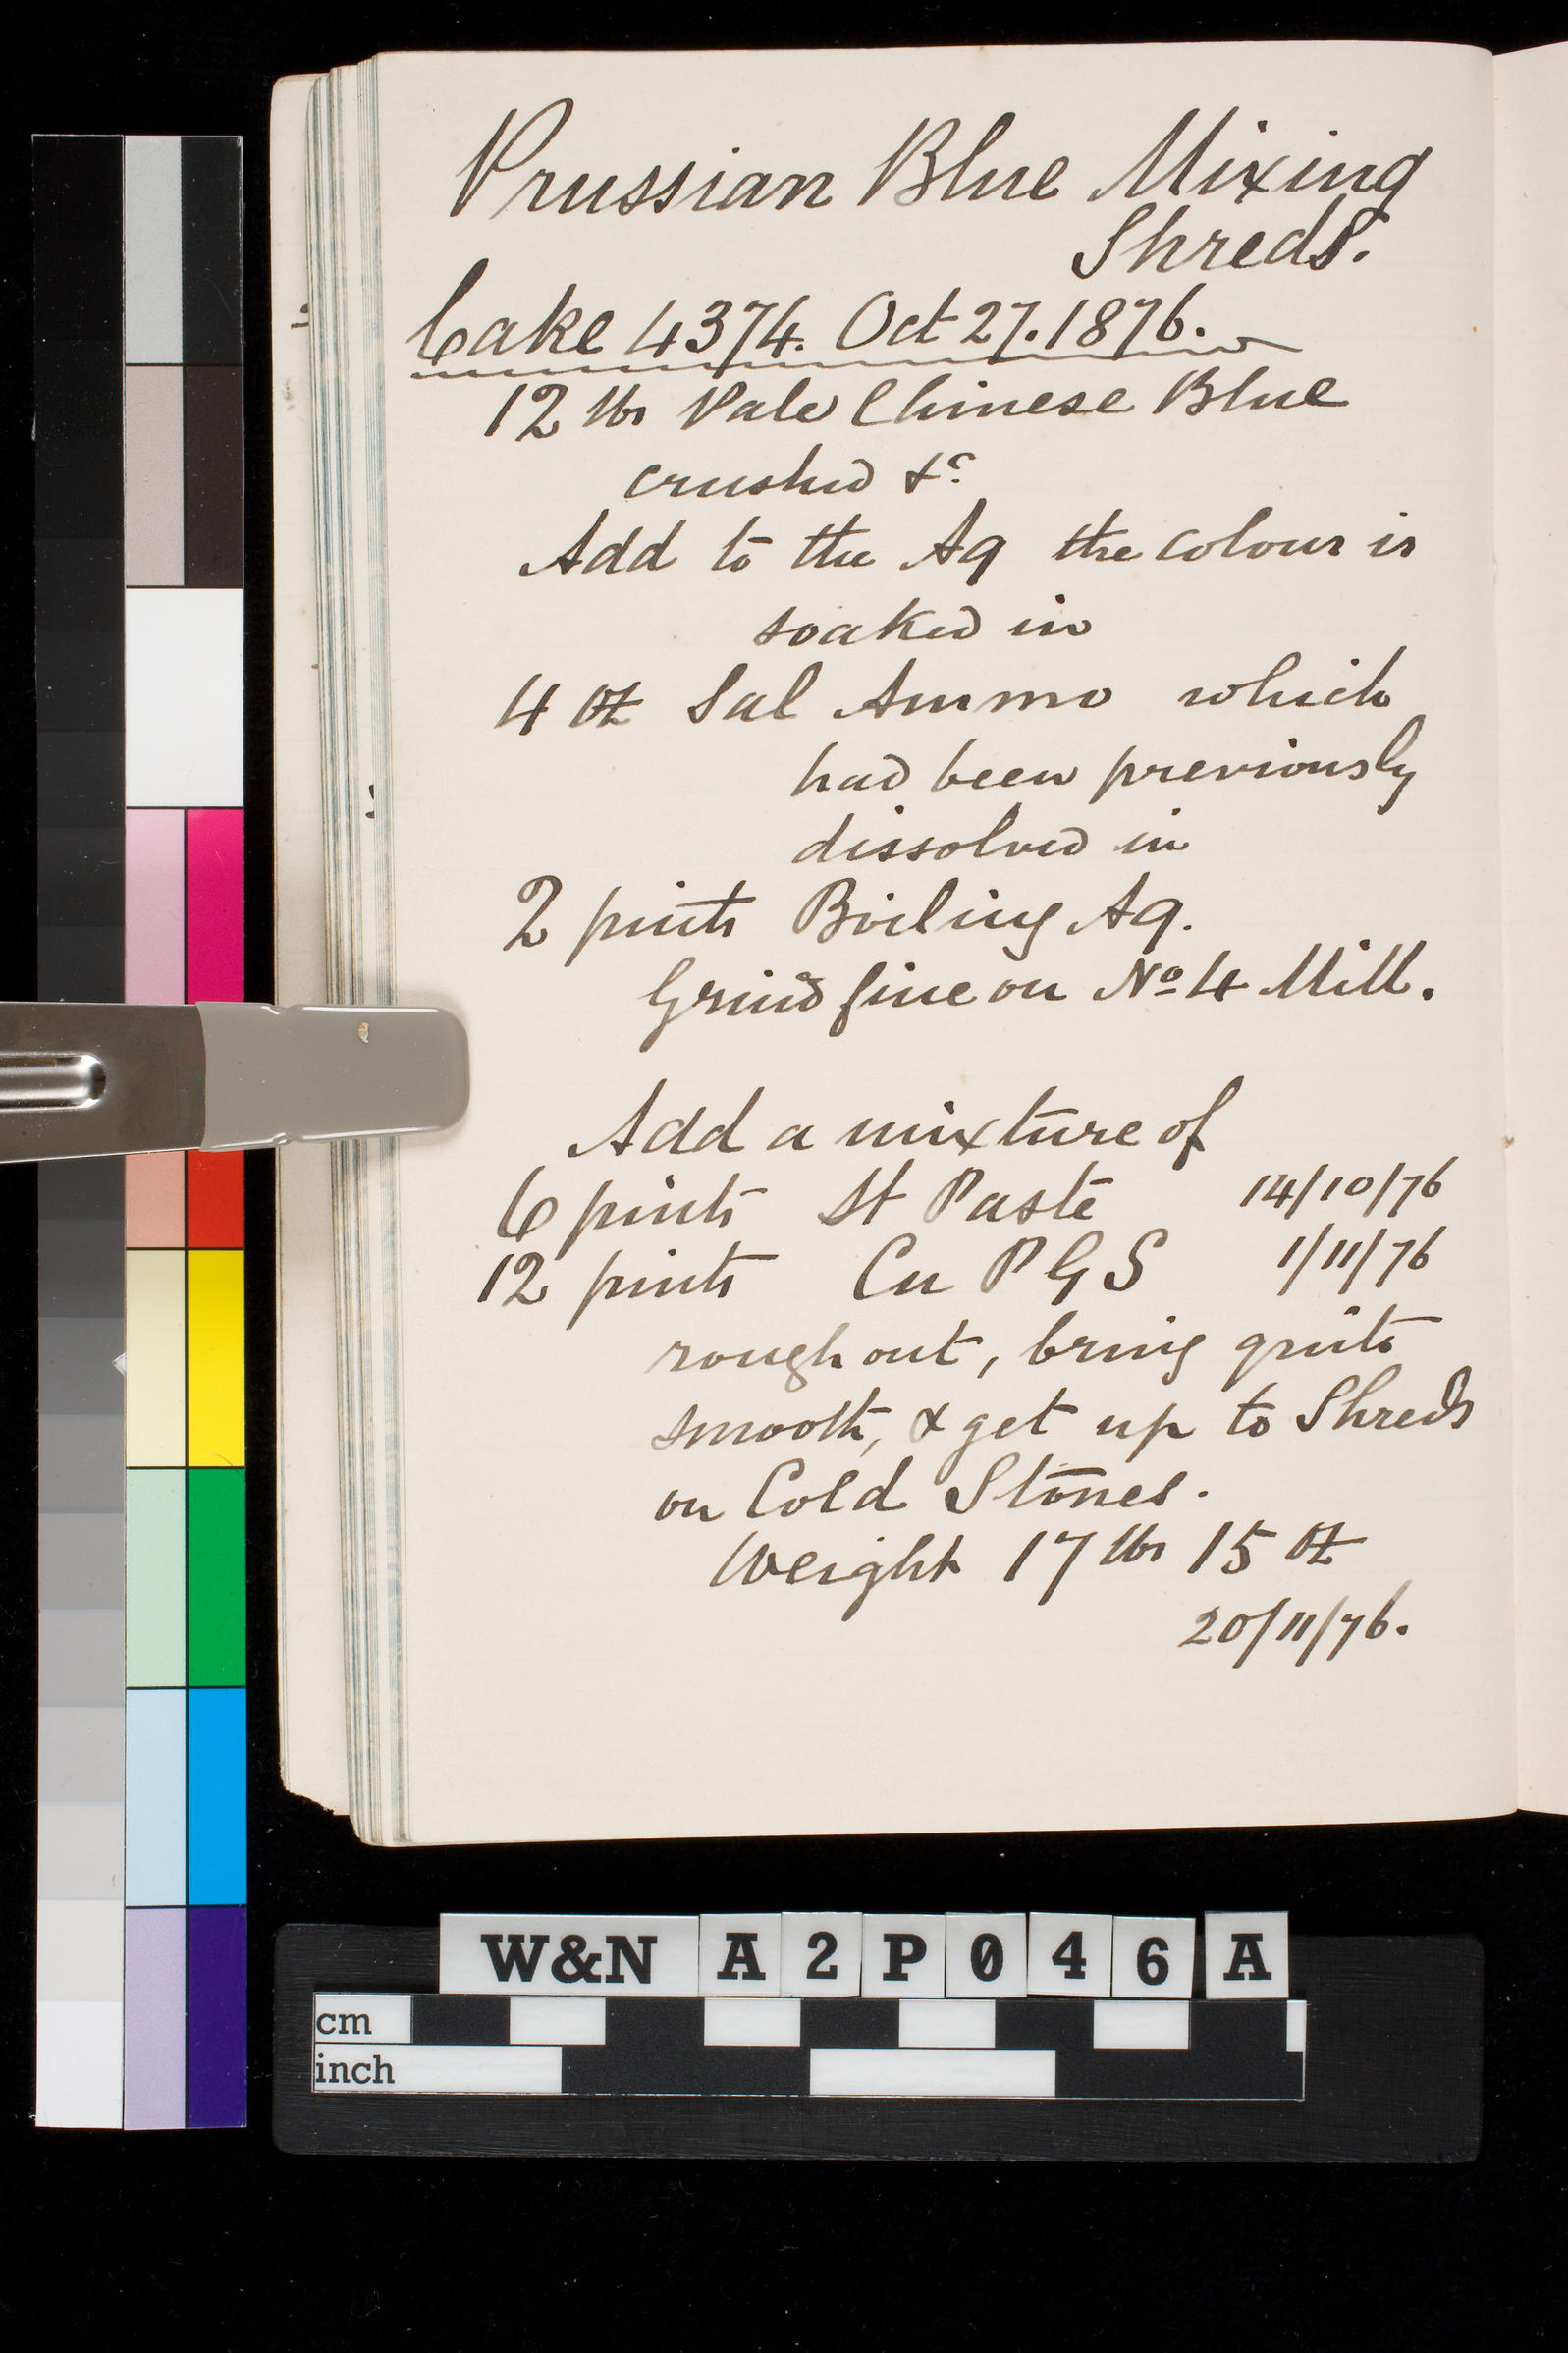 Prussian Blue Mixing
Shreds.
Cake 4374. Oct 27. 1876.
12 lbs Pale Chinese Blue
crushed &c
Add to the Aq the colour is
soaked in
4 oz Sal Ammo which
had been previously
dissolved in
2 pints Boiling Aq.
Grind fine on No 4 Mill.
Add a mixture of
6 pints St Paste 14/10/76
12 pints Cu P G S 1/11/76
rough out, bring quite
smooth, & get up to Shreds
on Cold Stones.
Weight 17 lbs 15 oz
20/11/76.
W&N A2P046A
cm
inch